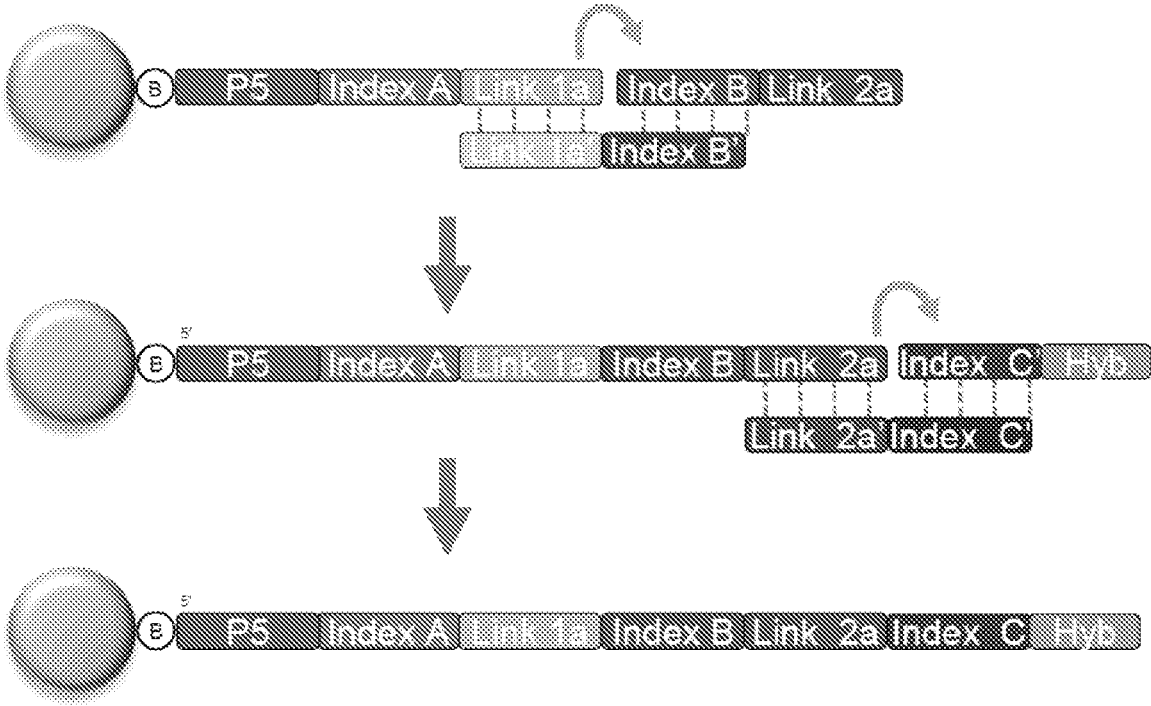 B P5 Index A Link 1a Index B Link 2a
Link 1a' Index B'
5'
B P5 Index A Link 1a Index B Link 2a Index C Hyb
Link 2a' Index C'
5'
B P5 Index A Link 1a Index B Link 2a Index C Hyb